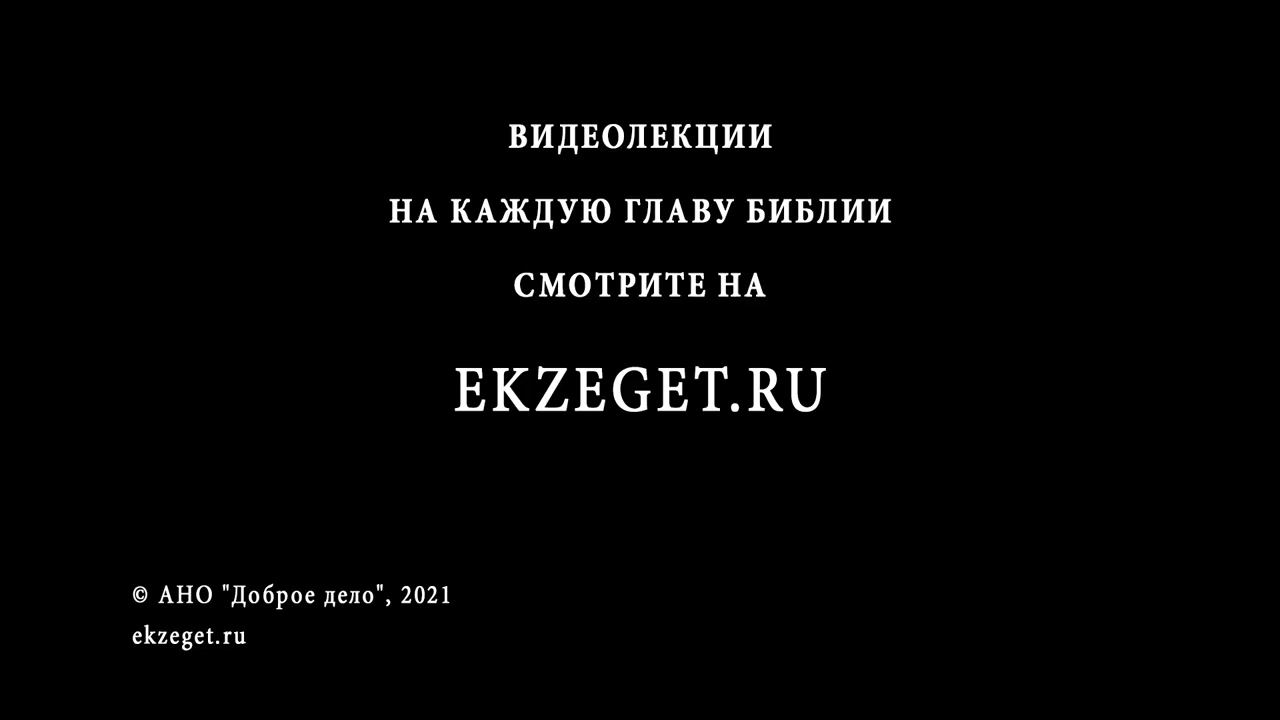 ВИДЕОЛЕКЦИИ
НА КАЖДУЮ ГЛАВУ БИБЛИИ
СМОТРИТЕ НА
EKZEGET.RU
© АНО "Доброе дело", 2021
ekzeget.ru